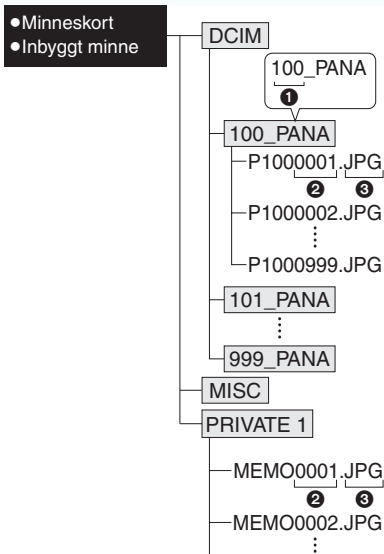 ●Minneskort
●Inbyggt minne
DCIM
100_PANA
❶
100_PANA
P1000001.JPG
❷ ❸
P1000002.JPG
P1000999.JPG
101_PANA
999_PANA
MISC
PRIVATE 1
MEMO0001.JPG
❷ ❸
MEMO0002.JPG